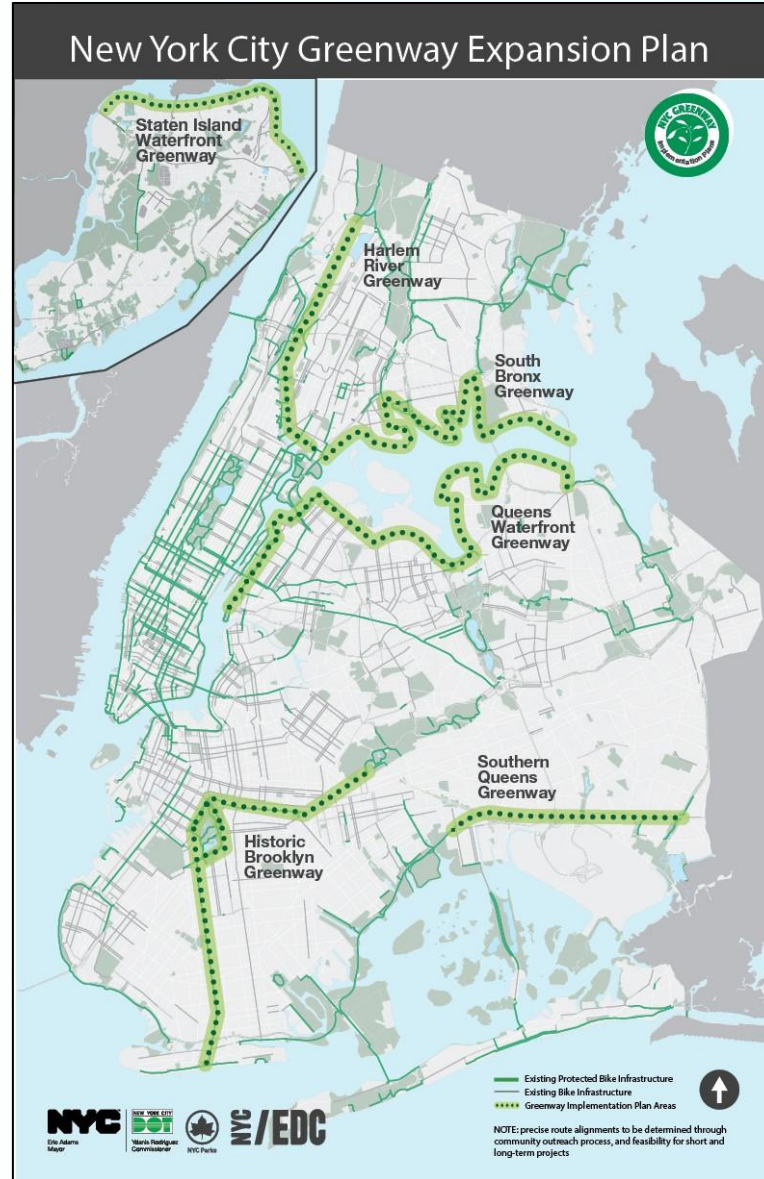 New York City Greenway Expansion Plan
Staten Island
Waterfront
Greenway
NYC GREENWAY
Implementation Plans
Harlem
River
Greenway
South
Bronx
Greenway
Queens
Waterfront
Greenway
Southern
Queens
Greenway
Historic
Brooklyn
Greenway
Existing Protected Bike Infrastructure
Existing Bike Infrastructure
Greenway Implementation Plan Areas
NOTE: precise route alignments to be determined through
community outreach process, and feasibility for short and
long-term projects
NYC
Eric Adams
Mayor
NEW YORK CITY
DOT
Ydanis Rodriguez
Commissioner
NYC Parks
NYC/EDC